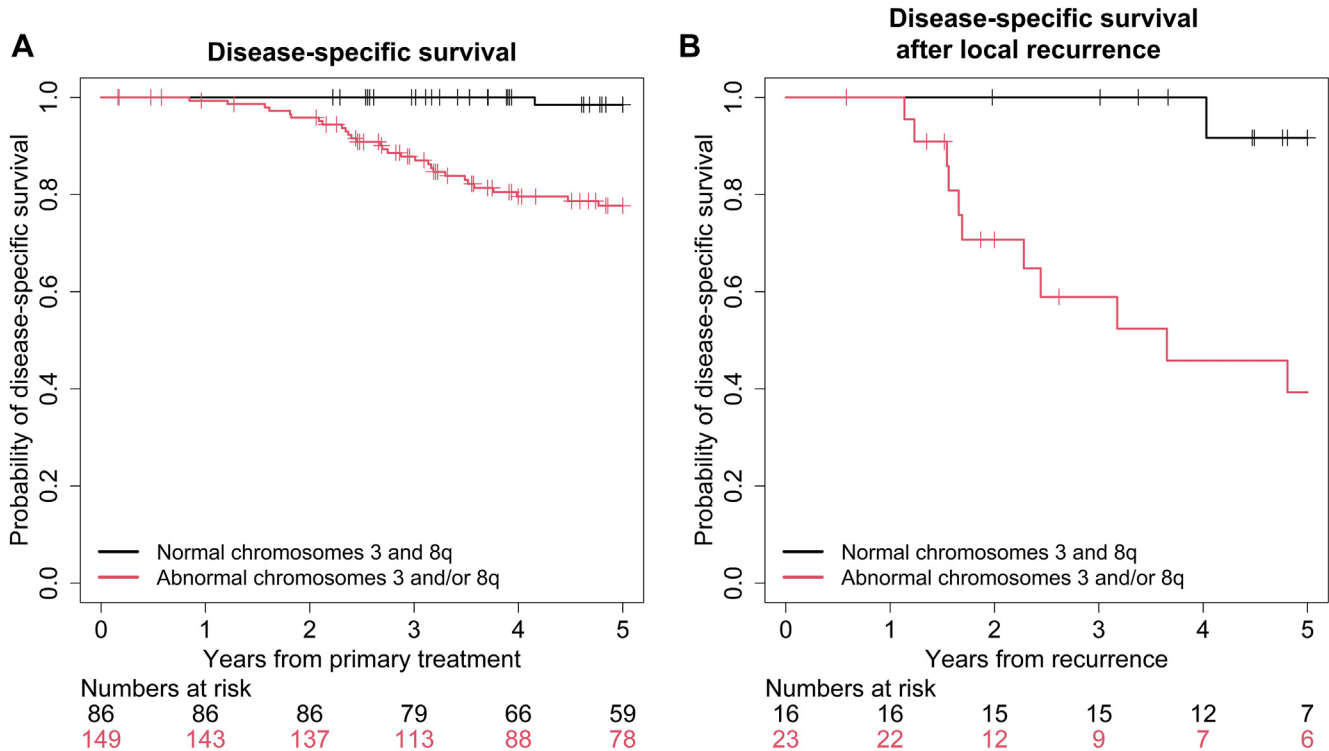 A
Disease-specific survival
Probability of disease-specific survival
1.0
0.8
0.6
0.4
0.2
0.0
Normal chromosomes 3 and 8q
Abnormal chromosomes 3 and/or 8q
0 1 2 3 4 5
Years from primary treatment
Numbers at risk
86 86 86 79 66 59
149 143 137 113 88 78
B
Disease-specific survival
after local recurrence
Probability of disease-specific survival
1.0
0.8
0.6
0.4
0.2
0.0
Normal chromosomes 3 and 8q
Abnormal chromosomes 3 and/or 8q
0 1 2 3 4 5
Years from recurrence
Numbers at risk
16 16 15 15 12 7
23 22 12 9 7 6